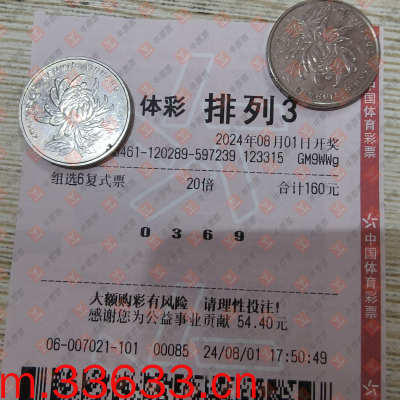 体彩 排列3
2024年08月01日开奖
0461-120289-597239 123315 GM9WWg
组选6复式票 20倍 合计160元
0 3 6 9
大额购彩有风险 请理性投注!
感谢您为公益事业贡献 54.40元
06-007021-101 00085 24/08/01 17:50:49
中国体育彩票
中国体育彩票
m.33633.cn